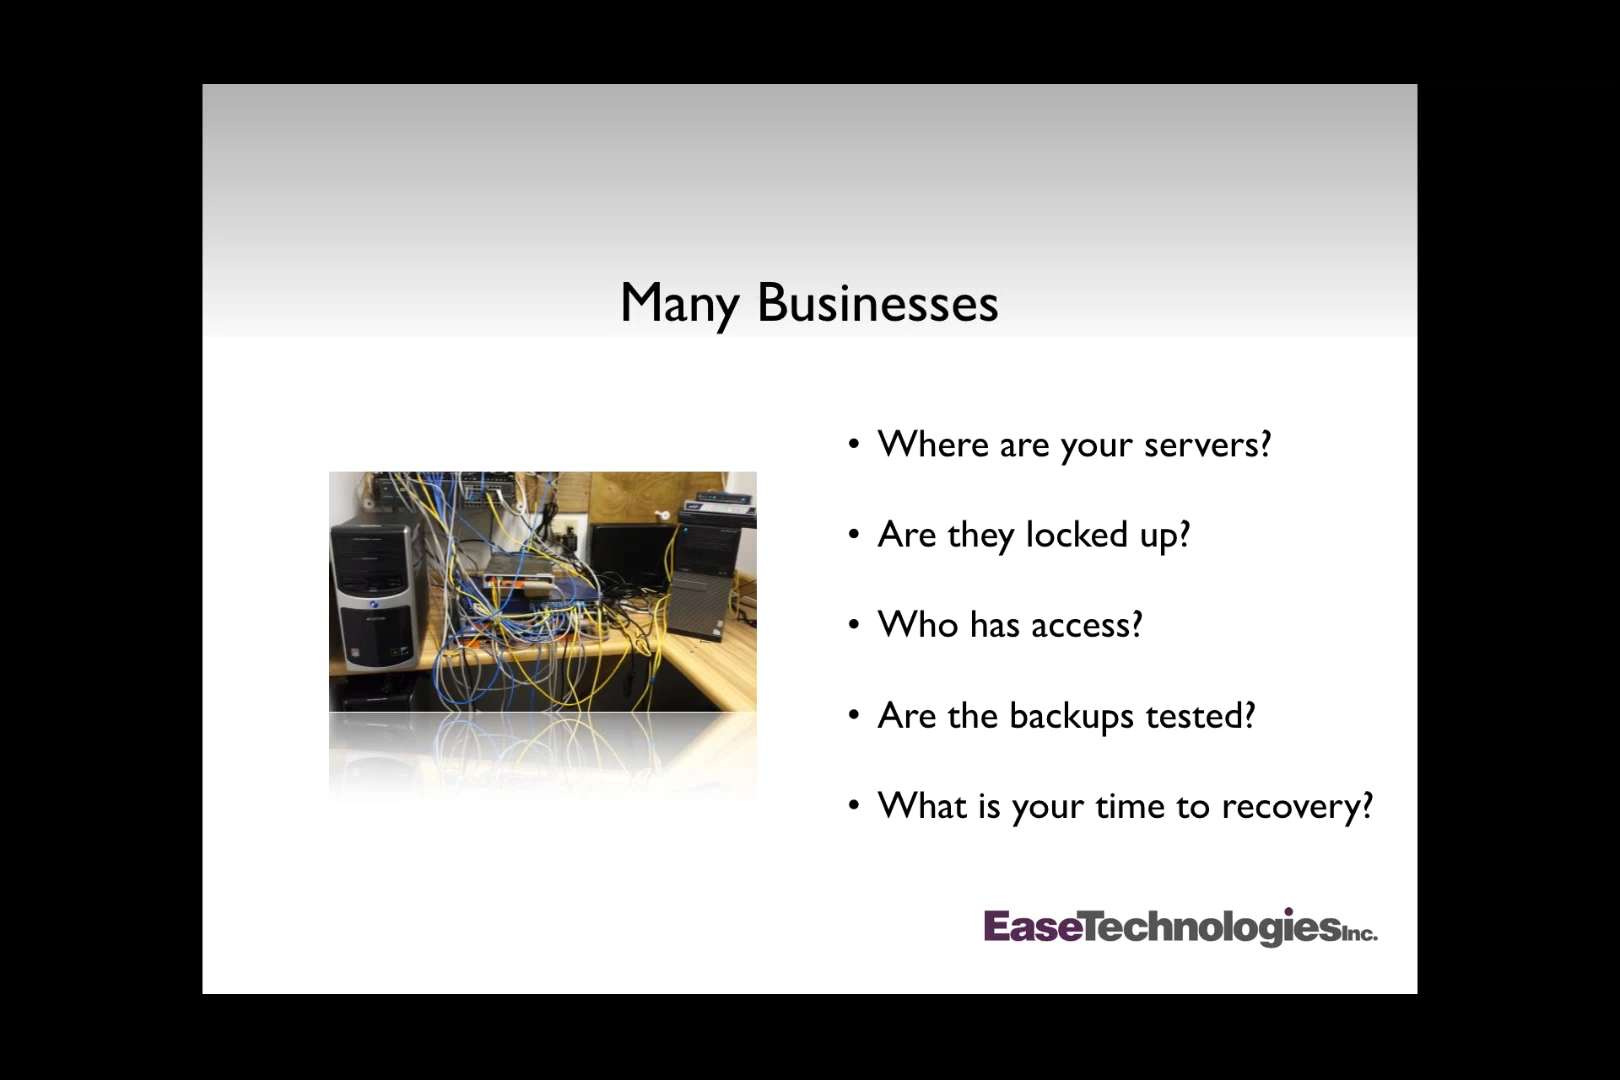 Many Businesses
• Where are your servers?
• Are they locked up?
• Who has access?
• Are the backups tested?
• What is your time to recovery?
EaseTechnologiesInc.